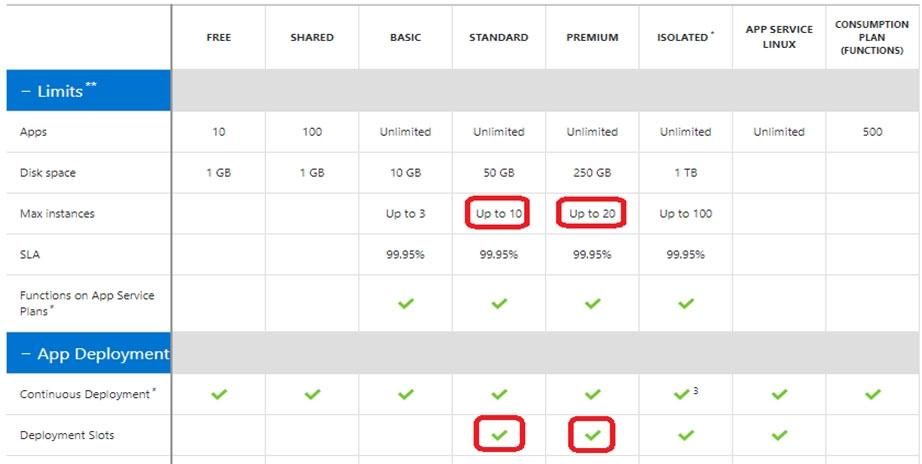 FREE SHARED BASIC STANDARD PREMIUM ISOLATED * APP SERVICE LINUX CONSUMPTION PLAN (FUNCTIONS)
− Limits **
Apps 10 100 Unlimited Unlimited Unlimited Unlimited Unlimited 500
Disk space 1 GB 1 GB 10 GB 50 GB 250 GB 1 TB
Max instances Up to 3 Up to 10 Up to 20 Up to 100
SLA 99.95% 99.95% 99.95% 99.95%
Functions on App Service
Plans *
− App Deployment
Continuous Deployment * 3
Deployment Slots